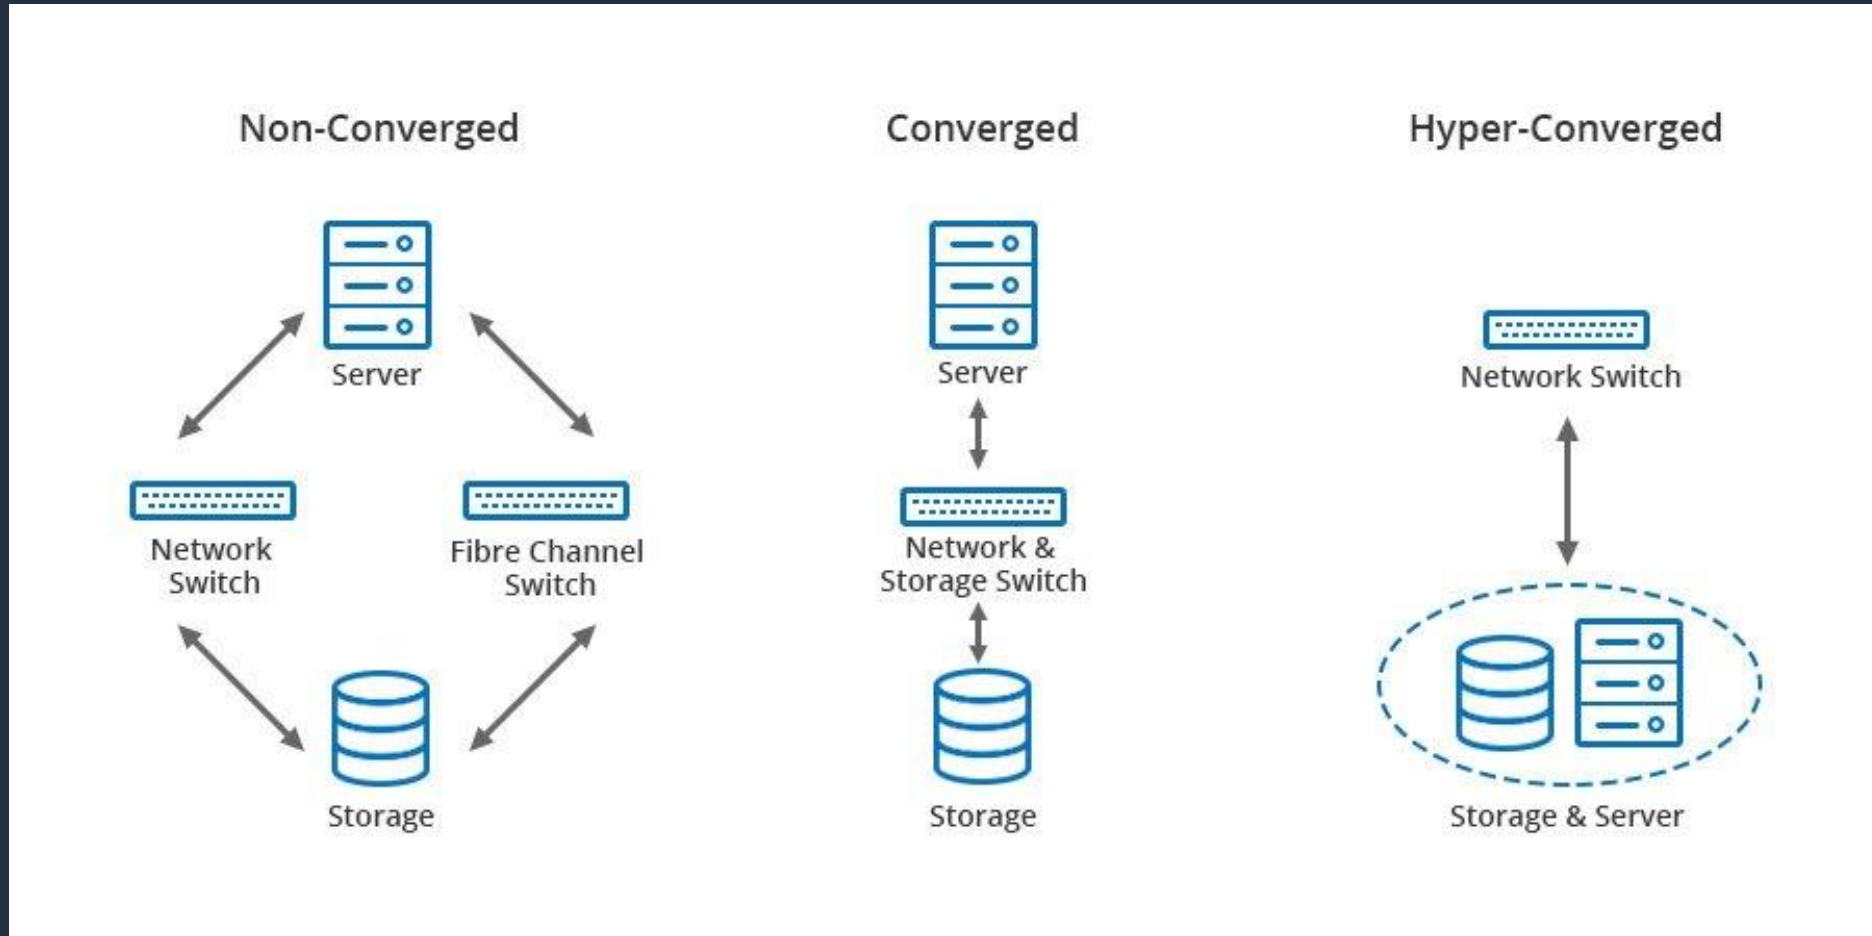 Non-Converged
Server
Network
Switch
Fibre Channel
Switch
Storage
Converged
Server
Network &
Storage Switch
Storage
Hyper-Converged
Network Switch
Storage & Server